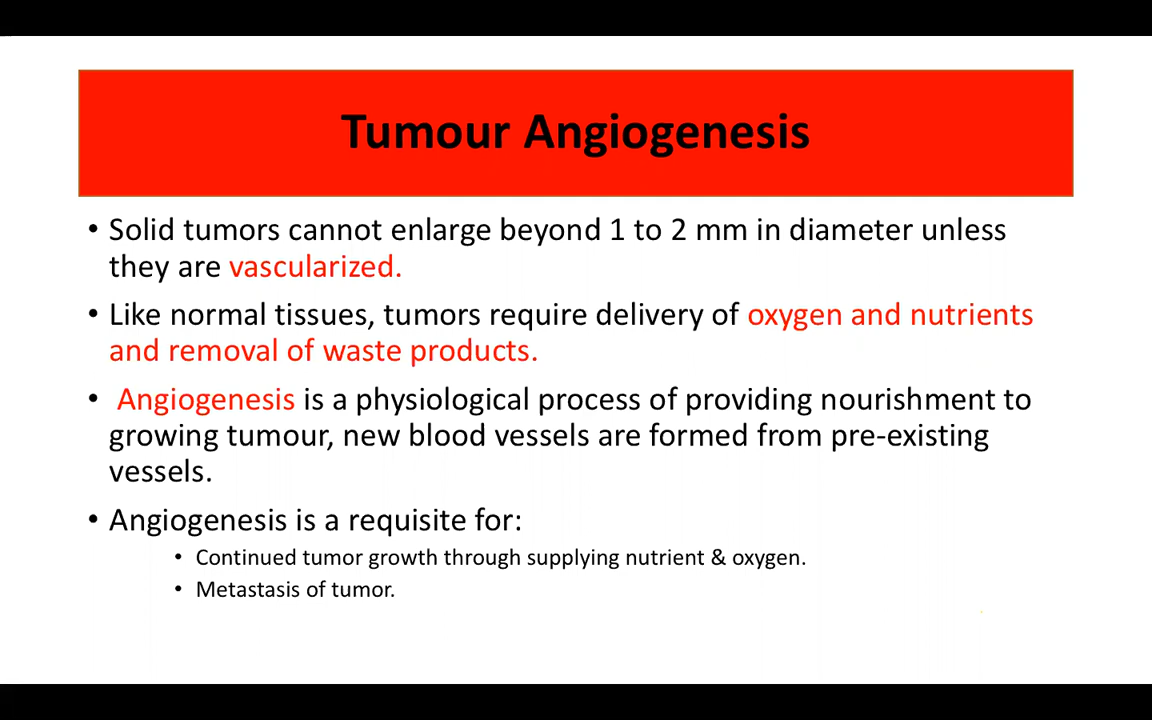 Tumour Angiogenesis
• Solid tumors cannot enlarge beyond 1 to 2 mm in diameter unless
they are vascularized.
• Like normal tissues, tumors require delivery of oxygen and nutrients
and removal of waste products.
• Angiogenesis is a physiological process of providing nourishment to
growing tumour, new blood vessels are formed from pre-existing
vessels.
• Angiogenesis is a requisite for:
• Continued tumor growth through supplying nutrient & oxygen.
• Metastasis of tumor.